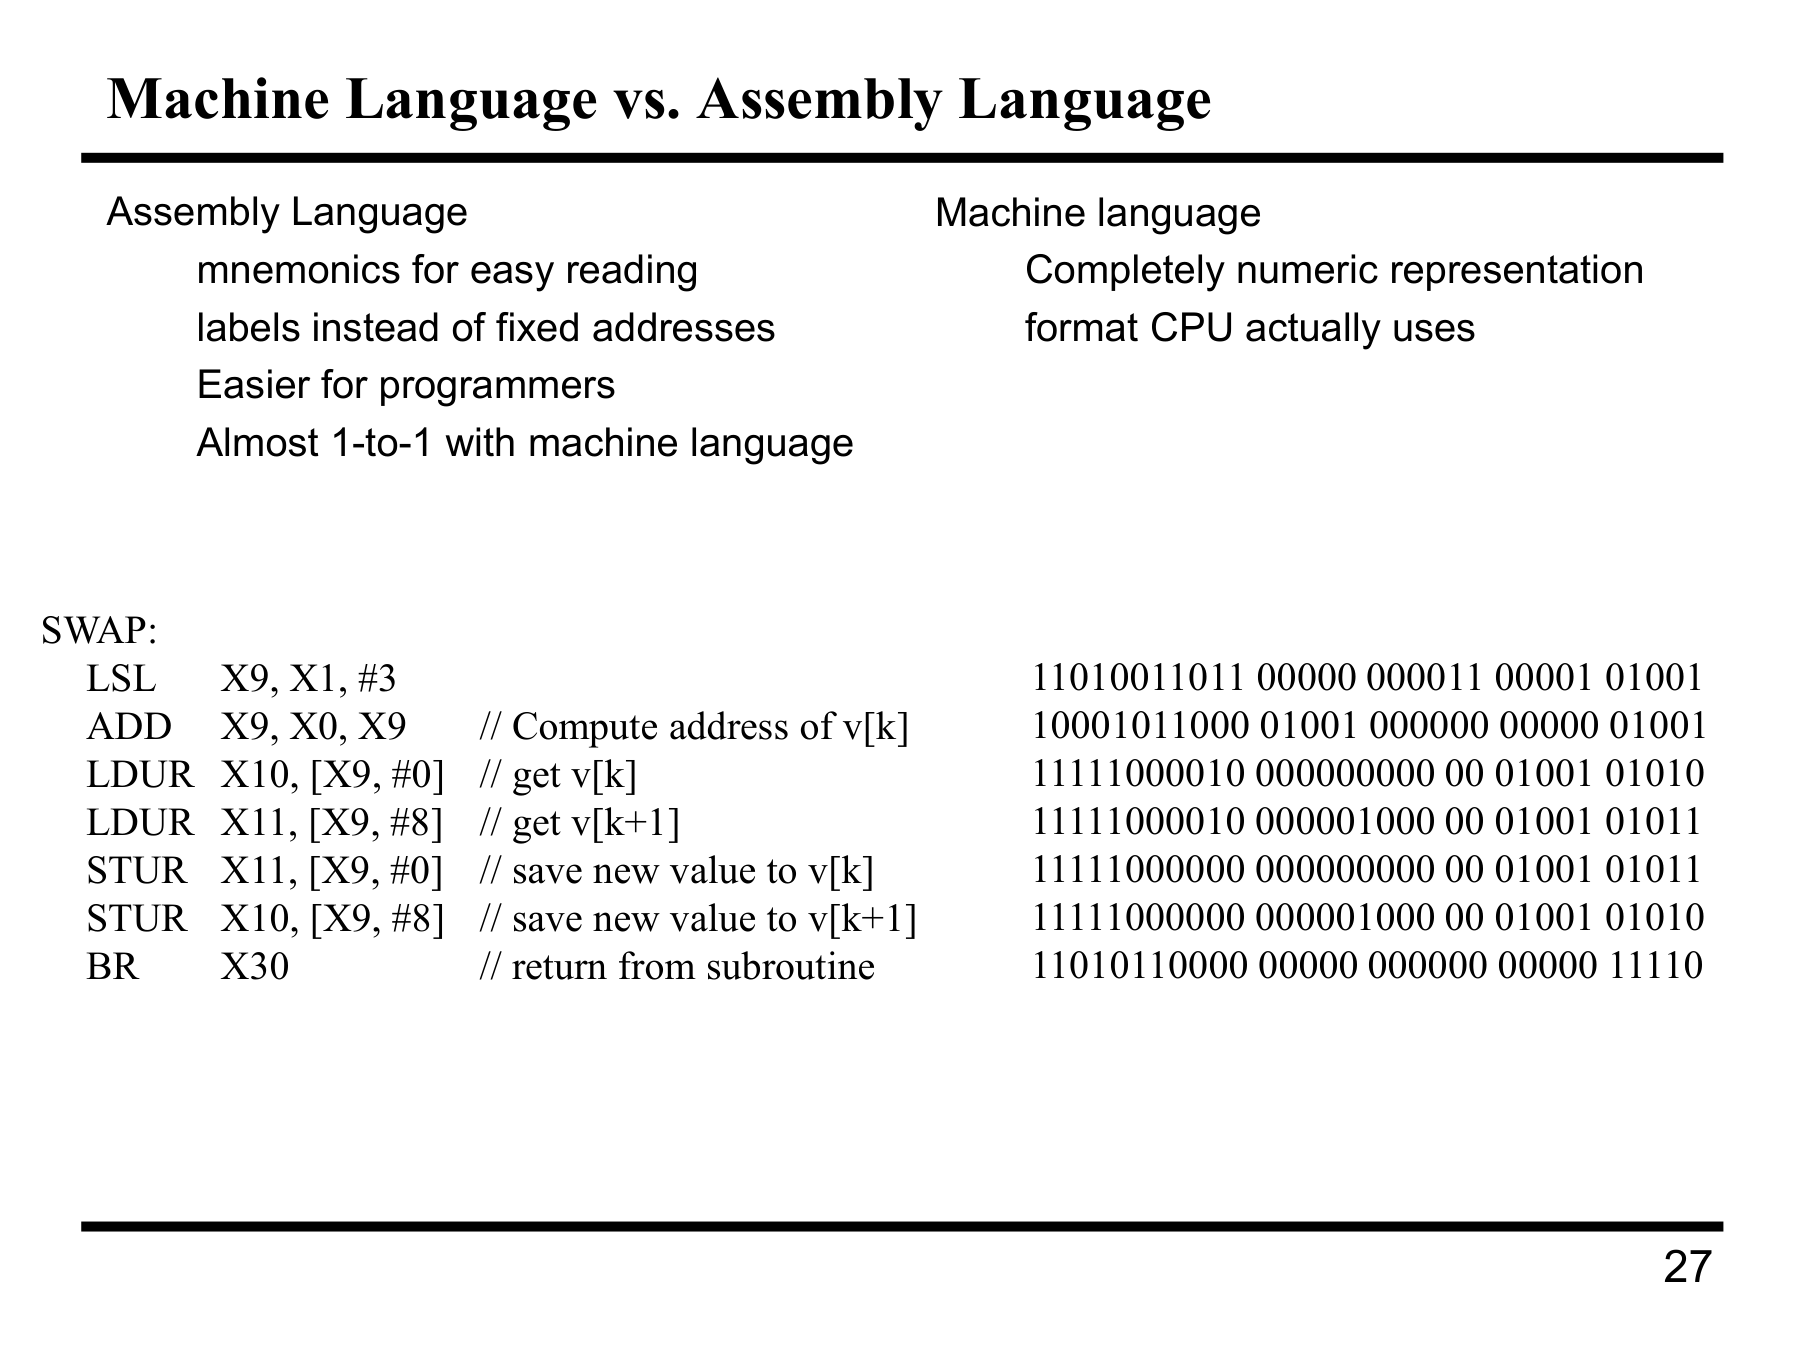 Machine Language vs. Assembly Language
Assembly Language
mnemonics for easy reading
labels instead of fixed addresses
Easier for programmers
Almost 1-to-1 with machine language
Machine language
Completely numeric representation
format CPU actually uses
SWAP:
LSL X9, X1, #3
ADD X9, X0, X9 // Compute address of v[k]
LDUR X10, [X9, #0] // get v[k]
LDUR X11, [X9, #8] // get v[k+1]
STUR X11, [X9, #0] // save new value to v[k]
STUR X10, [X9, #8] // save new value to v[k+1]
BR X30 // return from subroutine
11010011011 00000 000011 00001 01001
10001011000 01001 000000 00000 01001
11111000010 000000000 00 01001 01010
11111000010 000001000 00 01001 01011
11111000000 000000000 00 01001 01011
11111000000 000001000 00 01001 01010
11010110000 00000 000000 00000 11110
27